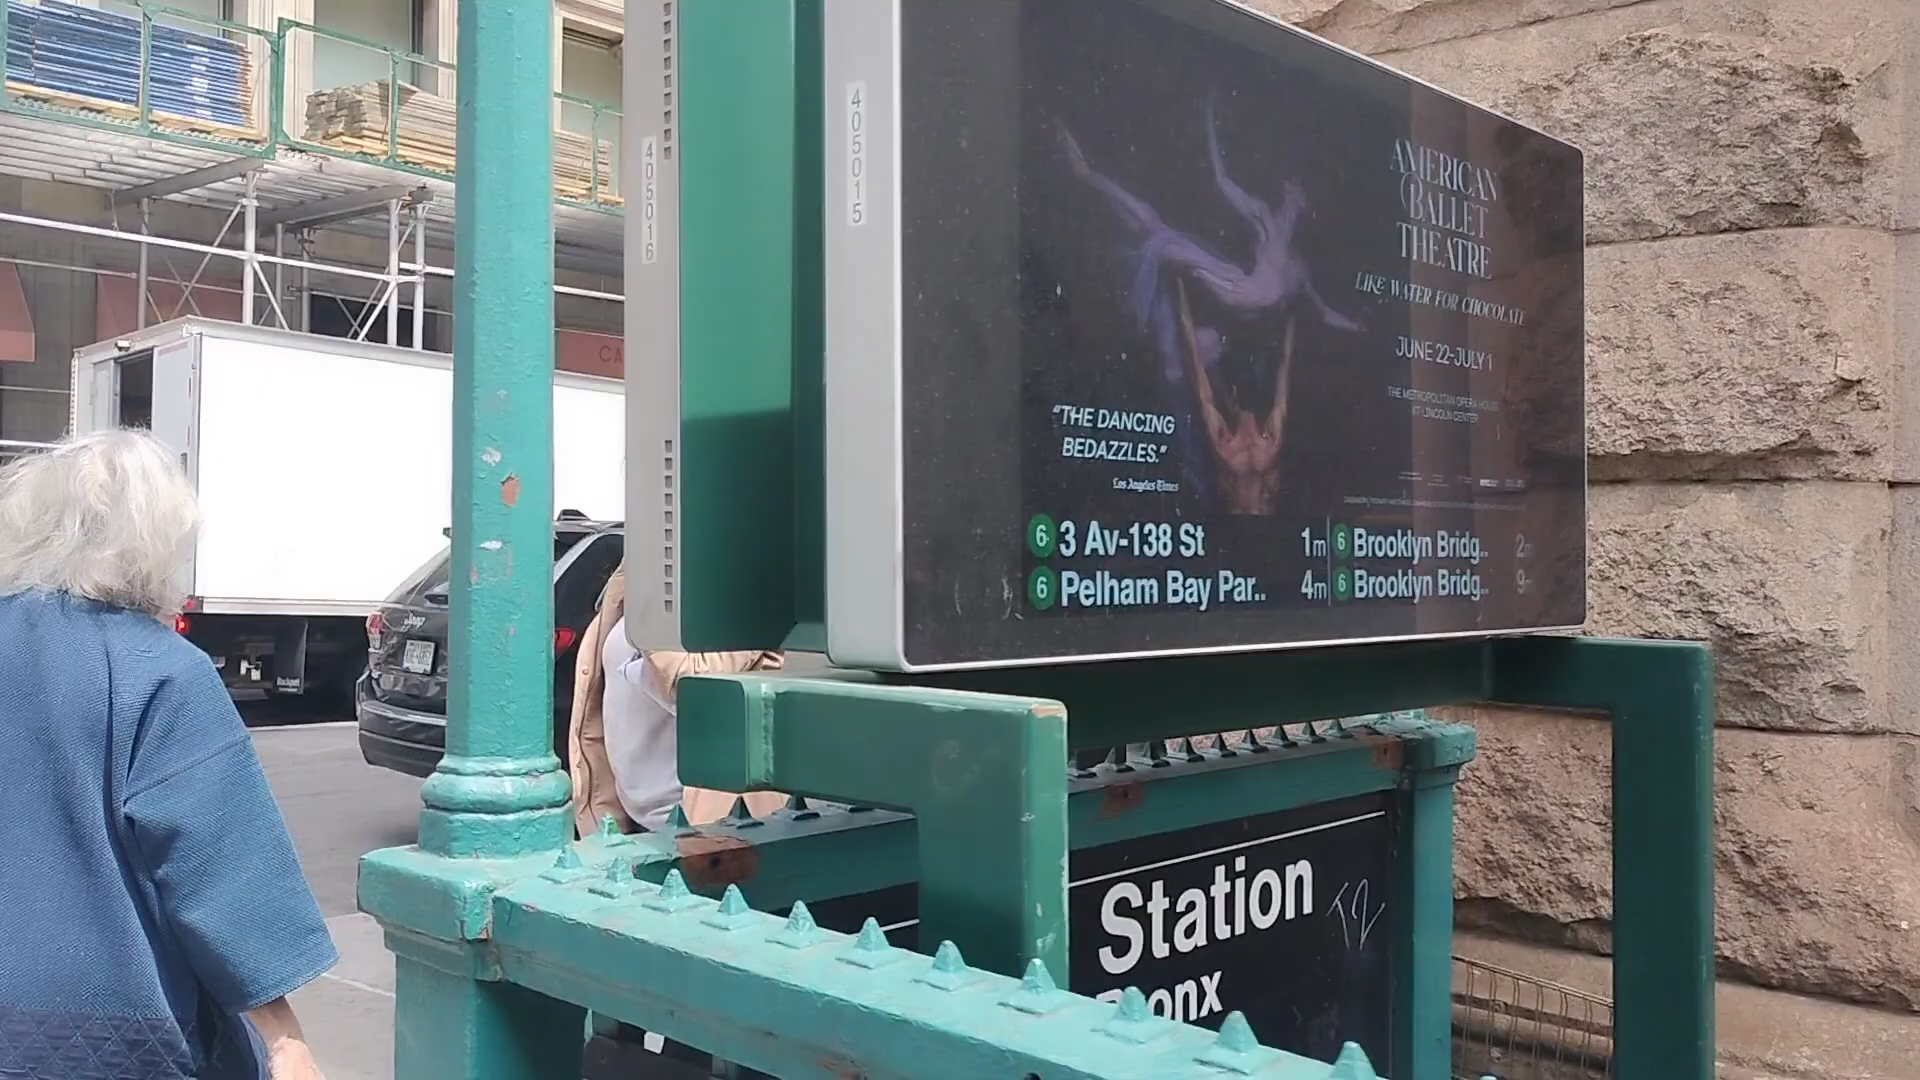 405016
405015
AMERICAN
BALLET
THEATRE
LIKE WATER FOR CHOCOLATE
JUNE 22-JULY 1
THE METROPOLITAN OPERA HOUSE
AT LINCOLN CENTER
"THE DANCING
BEDAZZLES."
Los Angeles Times
6 3 Av-138 St 1m 6 Brooklyn Bridg.. 2m
6 Pelham Bay Par.. 4m 6 Brooklyn Bridg.. 9
CA
Station
T2